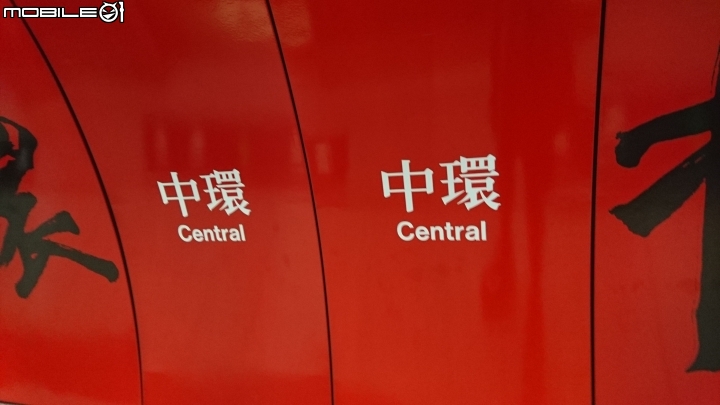 MOBILE01
中環
Central
中環
Central